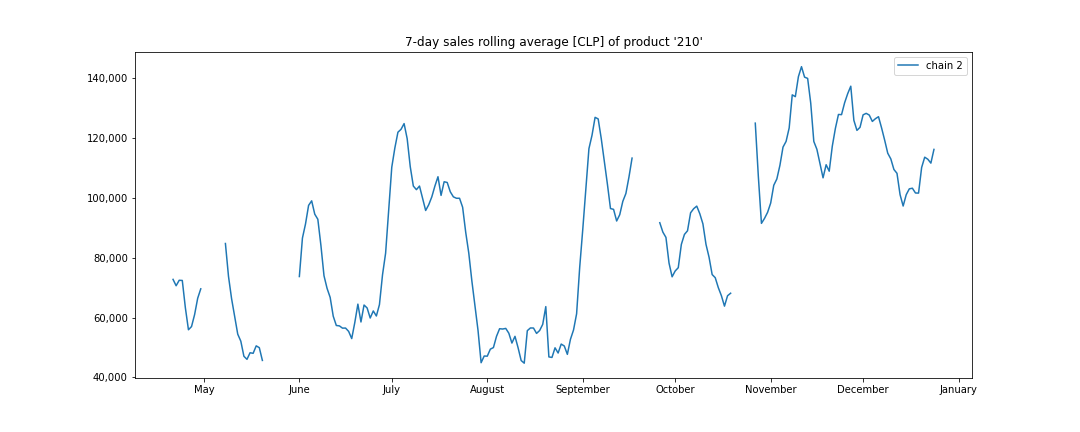 7-day sales rolling average [CLP] of product '210'
chain 2
140,000
120,000
100,000
80,000
60,000
40,000
May June July August September October November December January